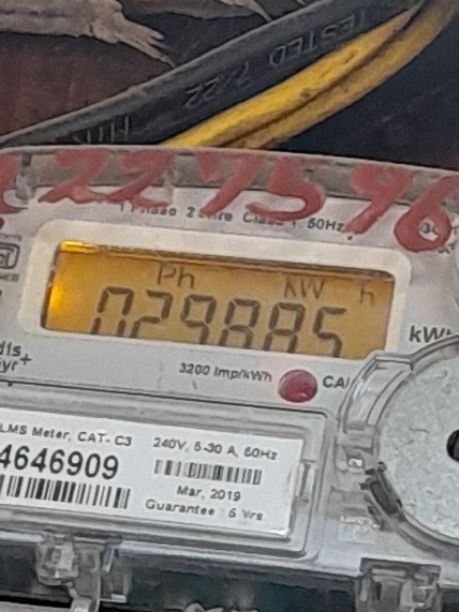 TESTED 7/22
227596
1 Phase 2 Wire Class 1 50Hz
Ph kW h
029885
kWh
3200 Imp/kWh
LMS Meter, CAT- C3
240V, 5-30 A, 50Hz
4646909
Mar, 2019
Guarantee : 5 Yrs